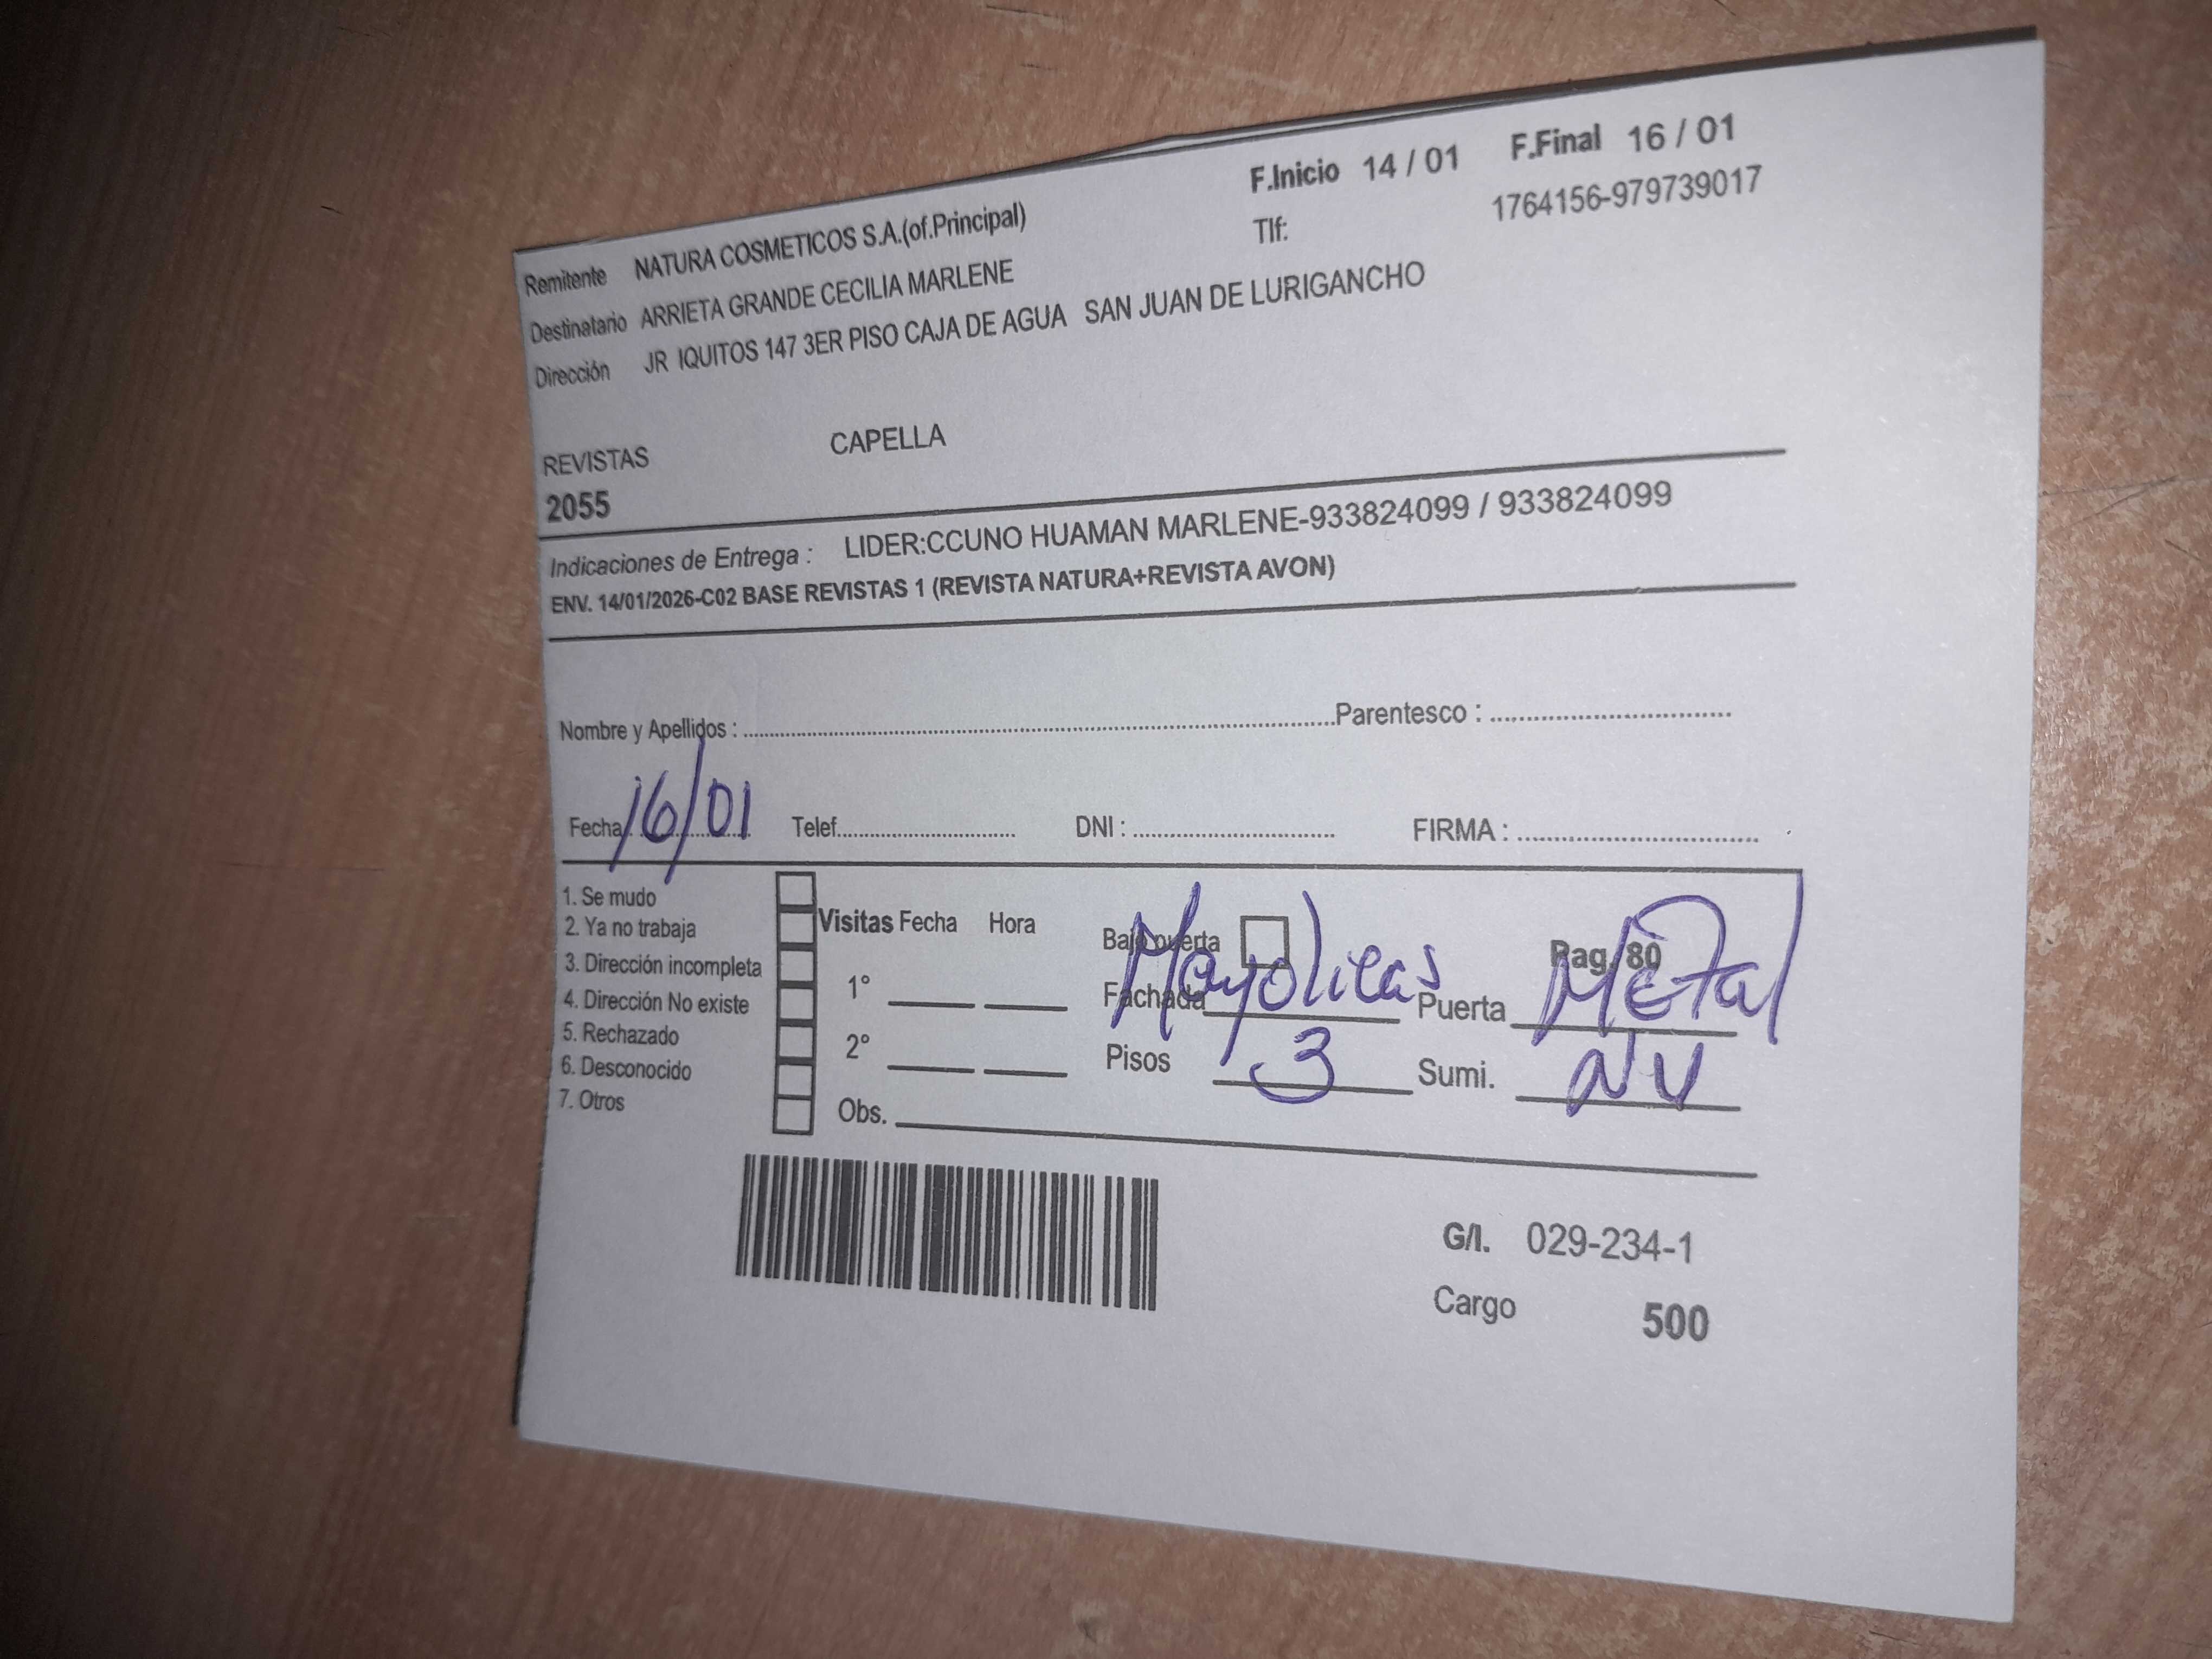 F.Inicio 14 / 01 F.Final 16 / 01
Remitente NATURA COSMETICOS S.A.(of.Principal) Tlf: 1764156-979739017
Destinatario ARRIETA GRANDE CECILIA MARLENE
Dirección JR IQUITOS 147 3ER PISO CAJA DE AGUA SAN JUAN DE LURIGANCHO
REVISTAS CAPELLA
2055
Indicaciones de Entrega : LIDER:CCUNO HUAMAN MARLENE-933824099 / 933824099
ENV. 14/01/2026-C02 BASE REVISTAS 1 (REVISTA NATURA+REVISTA AVON)
Nombre y Apellidos : Parentesco :
Fecha 16/01 Telef. DNI : FIRMA :
1. Se mudo
2. Ya no trabaja
3. Dirección incompleta
4. Dirección No existe
5. Rechazado
6. Desconocido
7. Otros
Visitas Fecha Hora
1°
2°
Obs.
Bajo puerta Pag. 80
Fachada Mayolicas Puerta Metal
Pisos 3 Sumi. NV
G/I. 029-234-1
Cargo 500